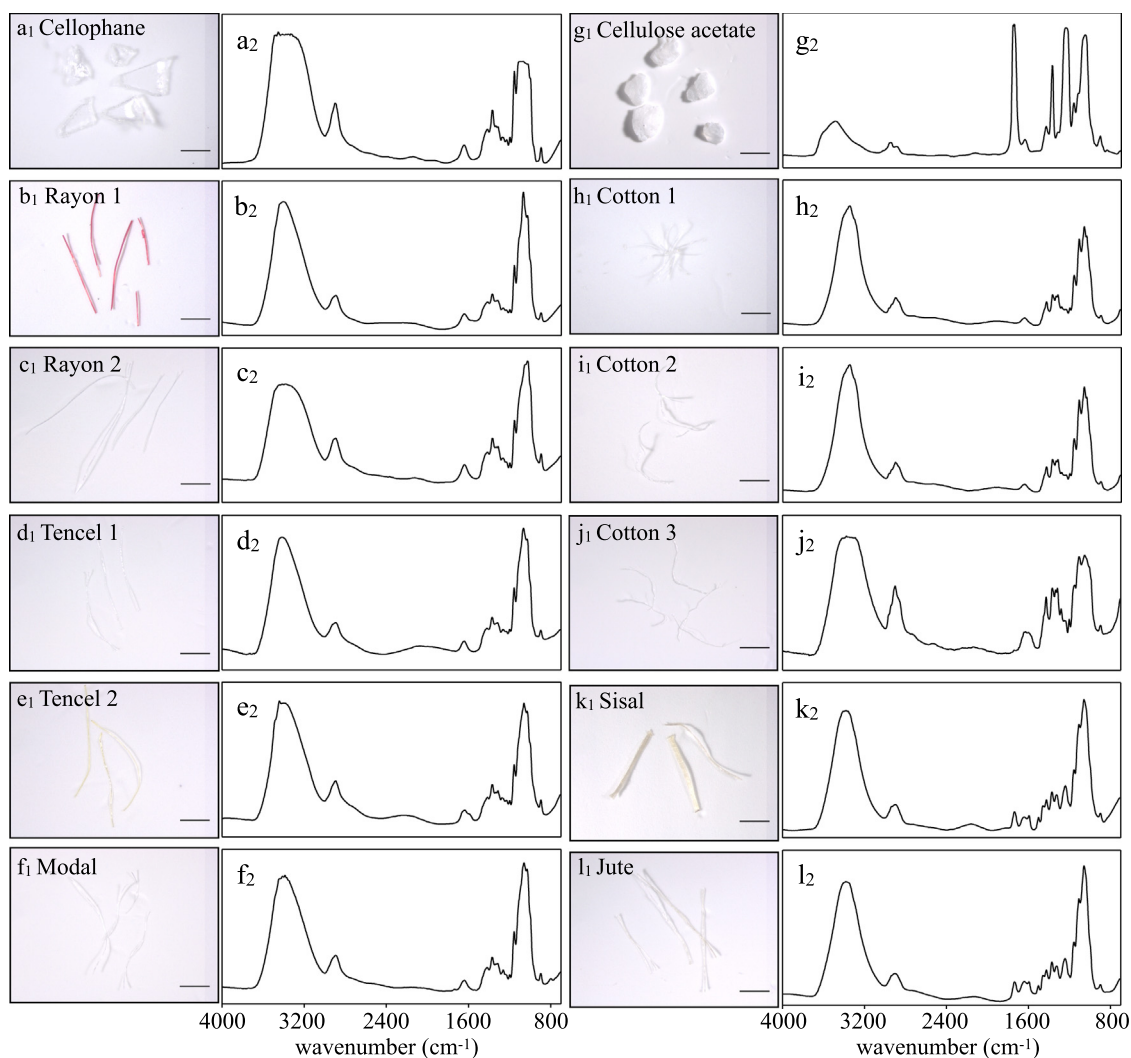 a1 Cellophane
a2
g1 Cellulose acetate
g2
b1 Rayon 1
b2
h1 Cotton 1
h2
c1 Rayon 2
c2
i1 Cotton 2
i2
d1 Tencel 1
d2
j1 Cotton 3
j2
e1 Tencel 2
e2
k1 Sisal
k2
f1 Modal
f2
l1 Jute
l2
4000 3200 2400 1600 800
4000 3200 2400 1600 800
wavenumber (cm-1)
wavenumber (cm-1)